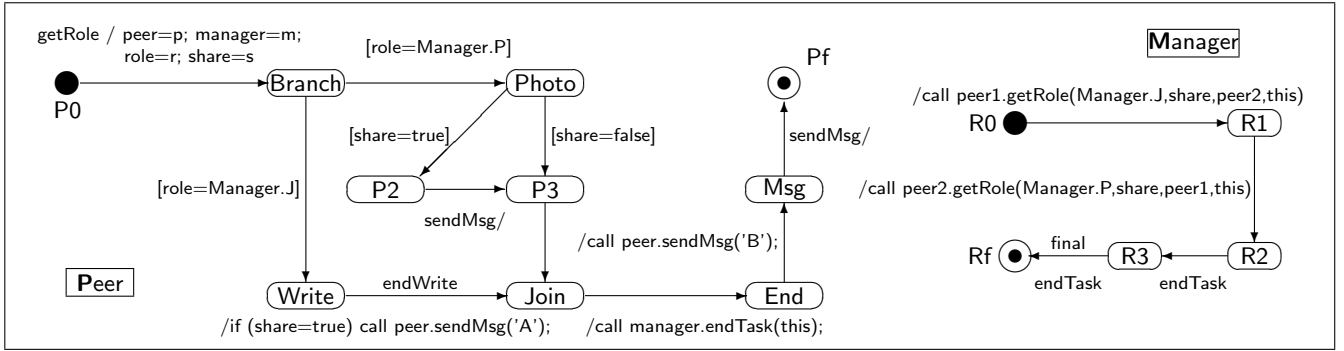 getRole / peer=p; manager=m;
role=r; share=s
[role=Manager.P]
Pf
Manager
P0
Branch
Photo
/call peer1.getRole(Manager.J,share,peer2,this)
R0
R1
[share=true]
[share=false]
sendMsg/
[role=Manager.J]
P2
P3
Msg
/call peer2.getRole(Manager.P,share,peer1,this)
sendMsg/
/call peer.sendMsg('B');
Rf
final
R3
R2
endTask
endTask
Peer
Write
endWrite
Join
End
/if (share=true) call peer.sendMsg('A');
/call manager.endTask(this);